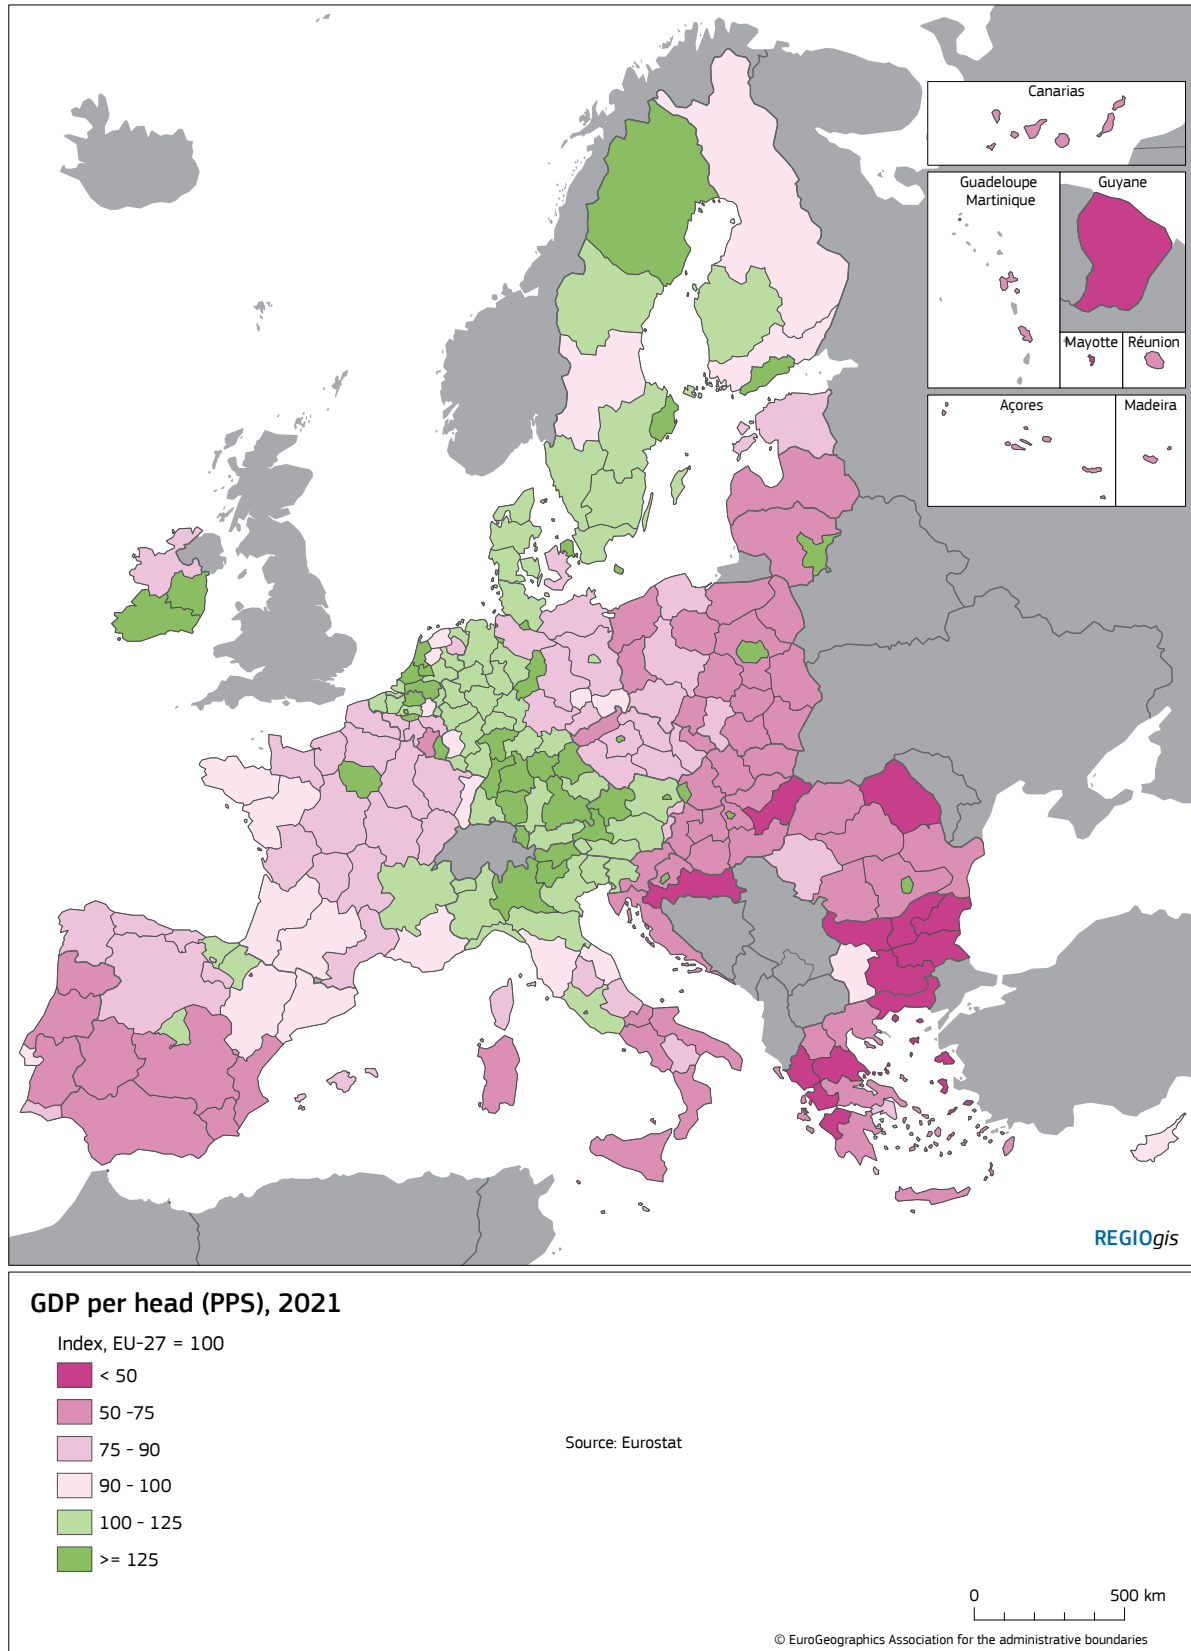 Canarias
Guadeloupe
Martinique
Guyane
Mayotte
Réunion
Açores
Madeira
REGIOgis
GDP per head (PPS), 2021
Index, EU-27 = 100
< 50
50 -75
75 - 90
90 - 100
100 - 125
>= 125
Source: Eurostat
0 500 km
© EuroGeographics Association for the administrative boundaries